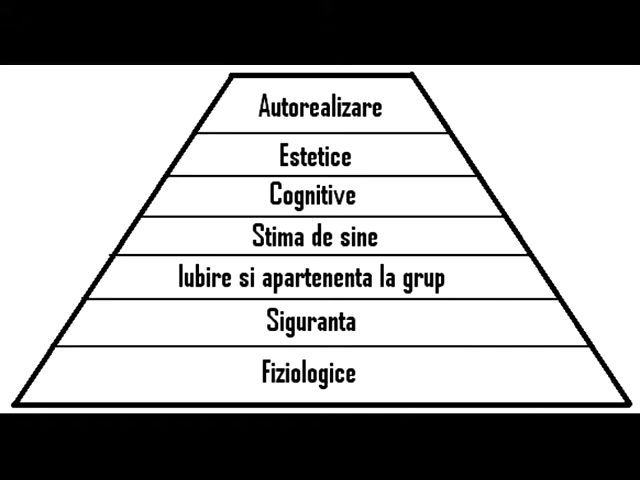 Autorealizare
Estetice
Cognitive
Stima de sine
Iubire si apartenenta la grup
Siguranta
Fiziologice